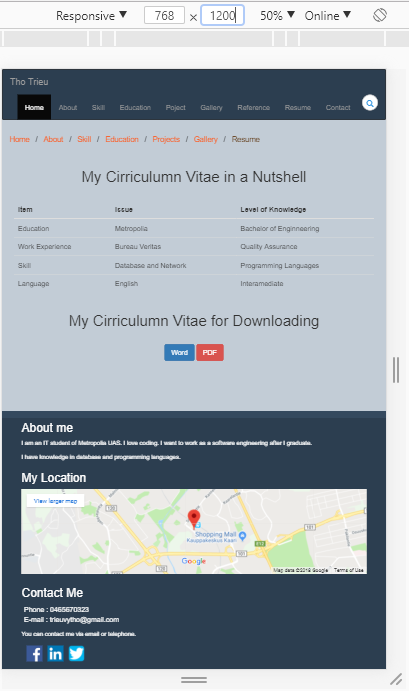 Responsive ▼ 768 × 1200 50% ▼ Online ▼
Tho Trieu
Home About Skill Education Poject Gallery Reference Resume Contact
Home / About / Skill / Education / Projects / Gallery / Resume
My Cirriculumn Vitae in a Nutshell
Item Issue Level of Knowledge
Education Metropolia Bachelor of Enginneering
Work Experience Bureau Veritas Quality Assurance
Skill Database and Network Programming Languages
Language English Interamediate
My Cirriculumn Vitae for Downloading
Word PDF
About me
I am an IT student of Metropolia UAS. I love coding. I want to work as a software engineering after I graduate.
I have knowledge in database and programming languages.
My Location
View larger map
Shopping Mall
Kauppakeskus Kaari
Google
Map data ©2018 Google Terms of Use
Contact Me
Phone : 0465670323
E-mail : trieuvytho@gmail.com
You can contact me via email or telephone.